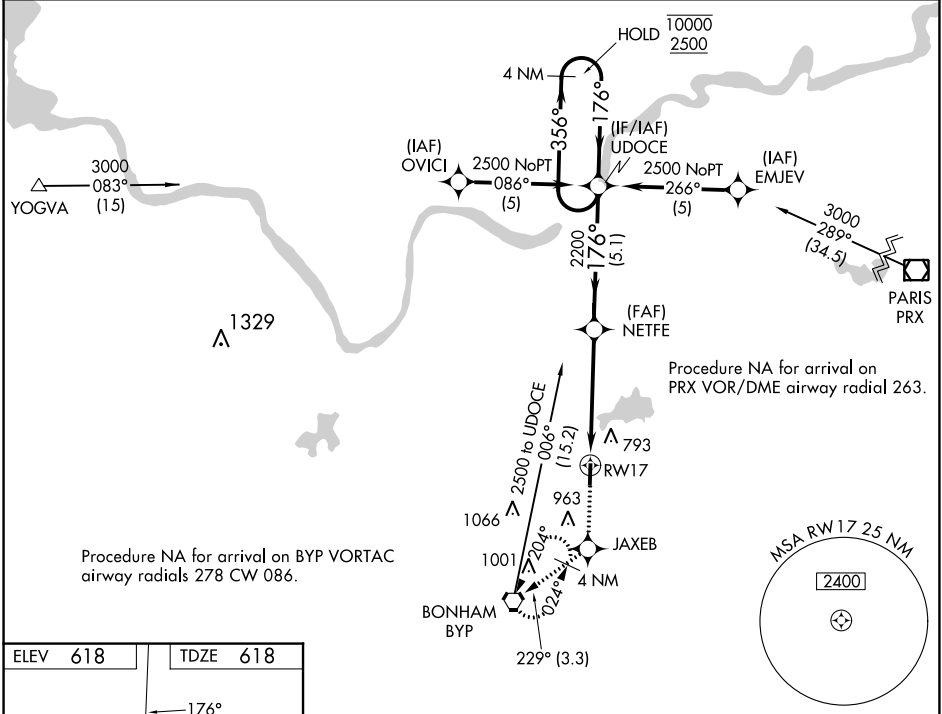 HOLD 10000
2500
4 NM
356°
176°
(IF/IAF)
UDOCE
(IAF)
OVICI
2500 NoPT
086°
(5)
2500 NoPT
266°
(5)
(IAF)
EMJEV
3000
083°
(15)
YOGVA
3000
289°
(34.5)
PARIS
PRX
2200
176°
(5.1)
(FAF)
NETFE
1329
Procedure NA for arrival on
PRX VOR/DME airway radial 263.
2500 to UDOCE
006°
(15.2)
793
RW17
963
1066
JAXEB
1001
204°
4 NM
024°
BONHAM
BYP
229° (3.3)
Procedure NA for arrival on BYP VORTAC
airway radials 278 CW 086.
MSA RW17 25 NM
2400
ELEV 618
TDZE 618
176°